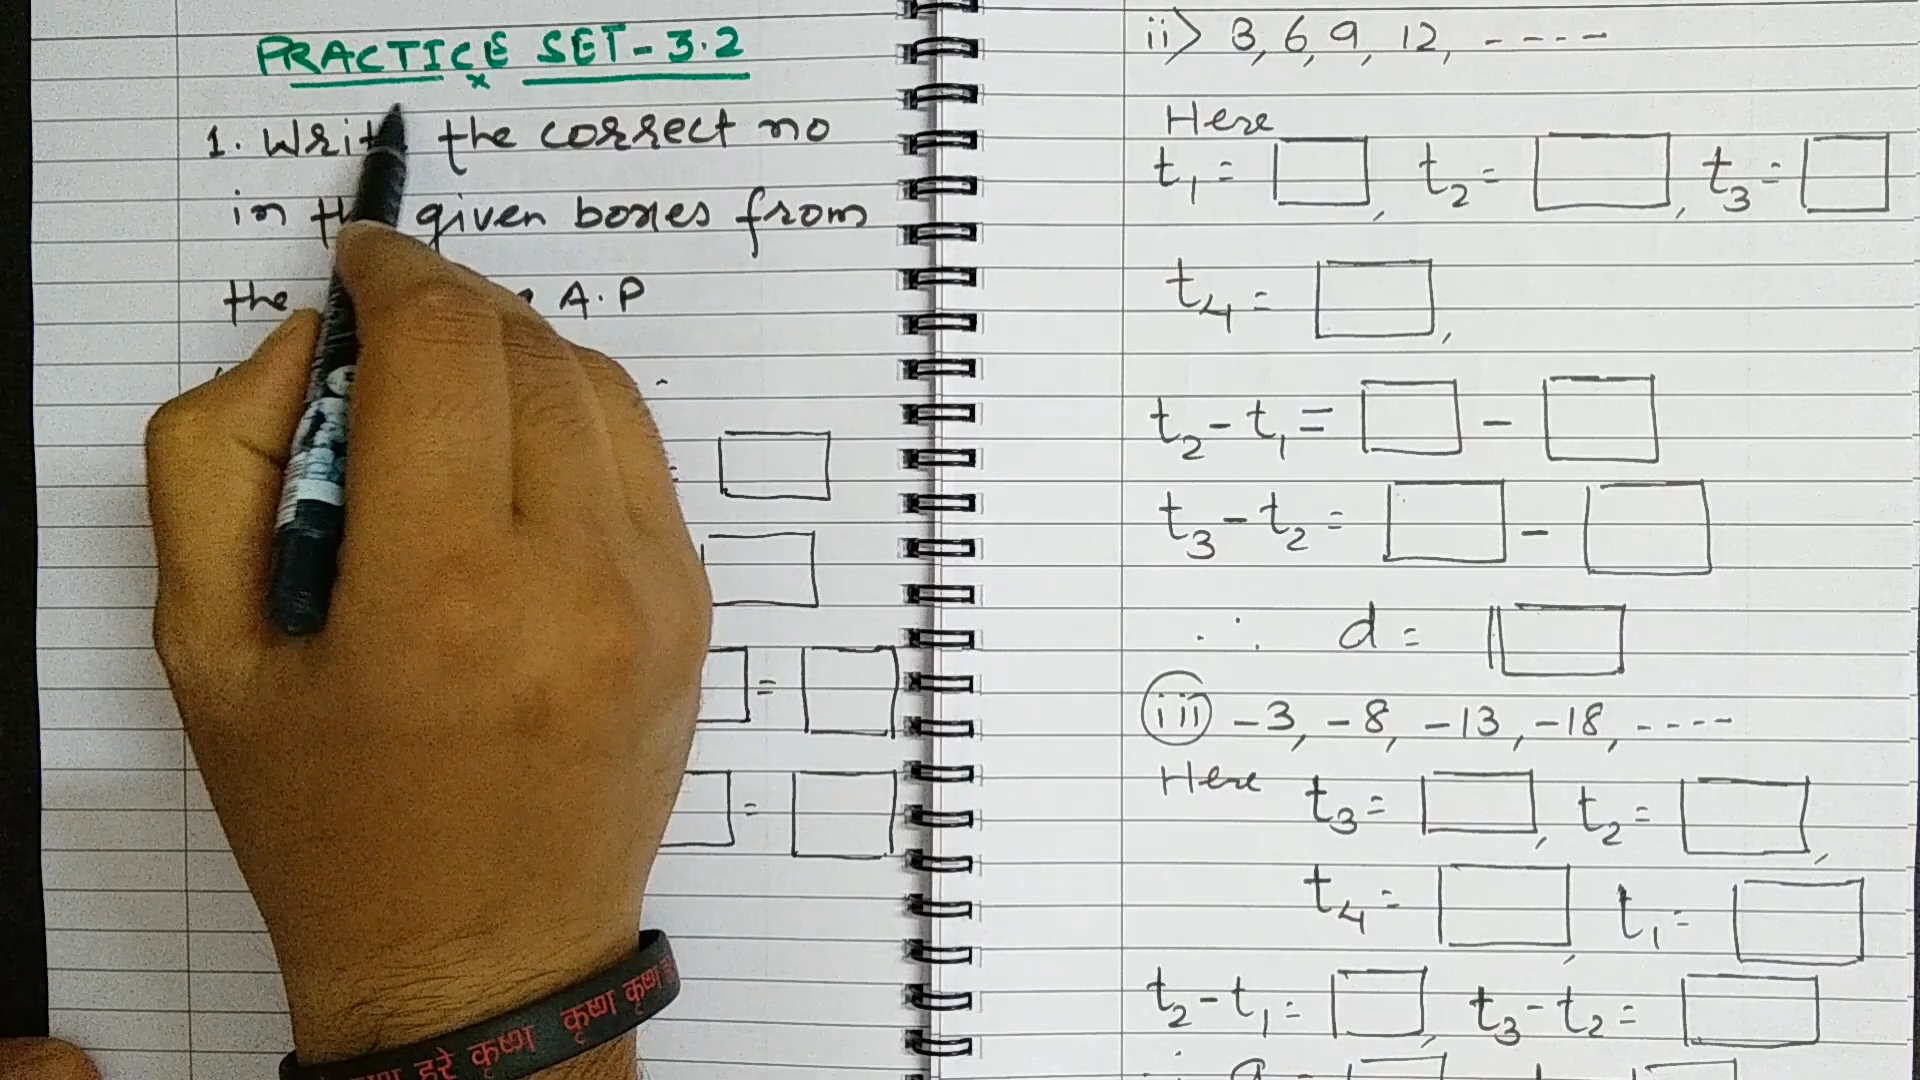 PRACTICE SET-3.2
1. Write the correct no
in the given boxes from
the A.P
ii) 3, 6, 9, 12, ----
Here
t1 = , t2 = , t3 =
t4 = ,
t2 - t1 = -
t3 - t2 = -
∴ d =
iii -3, -8, -13, -18, ----
Here t3 = , t2 = ,
t4 = , t1 =
t2 - t1 = , t3 - t2 =
हरे कृष्ण कृष्ण कृष्ण